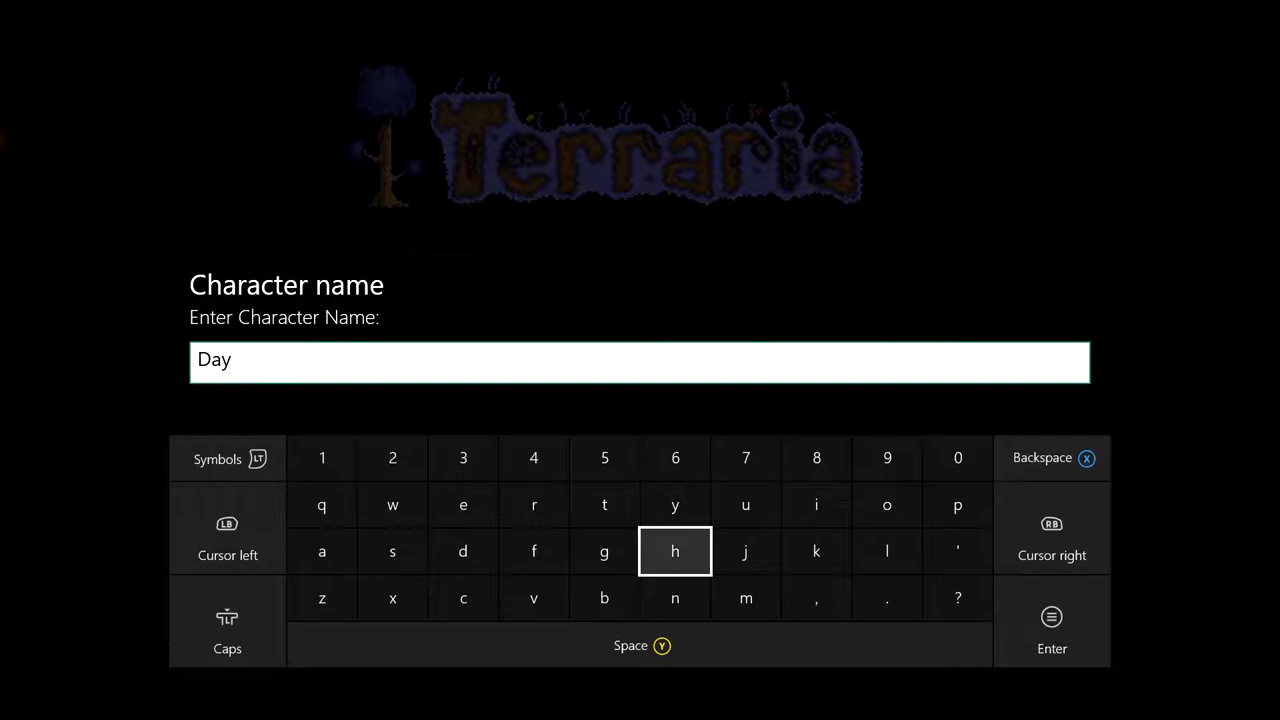 Terraria
Character name
Enter Character Name:
Day
Symbols LT 1 2 3 4 5 6 7 8 9 0 Backspace X
q w e r t y u i o p
LB RB
Cursor left a s d f g h j k l ' Cursor right
z x c v b n m , . ?
LT
Caps Space Y Enter